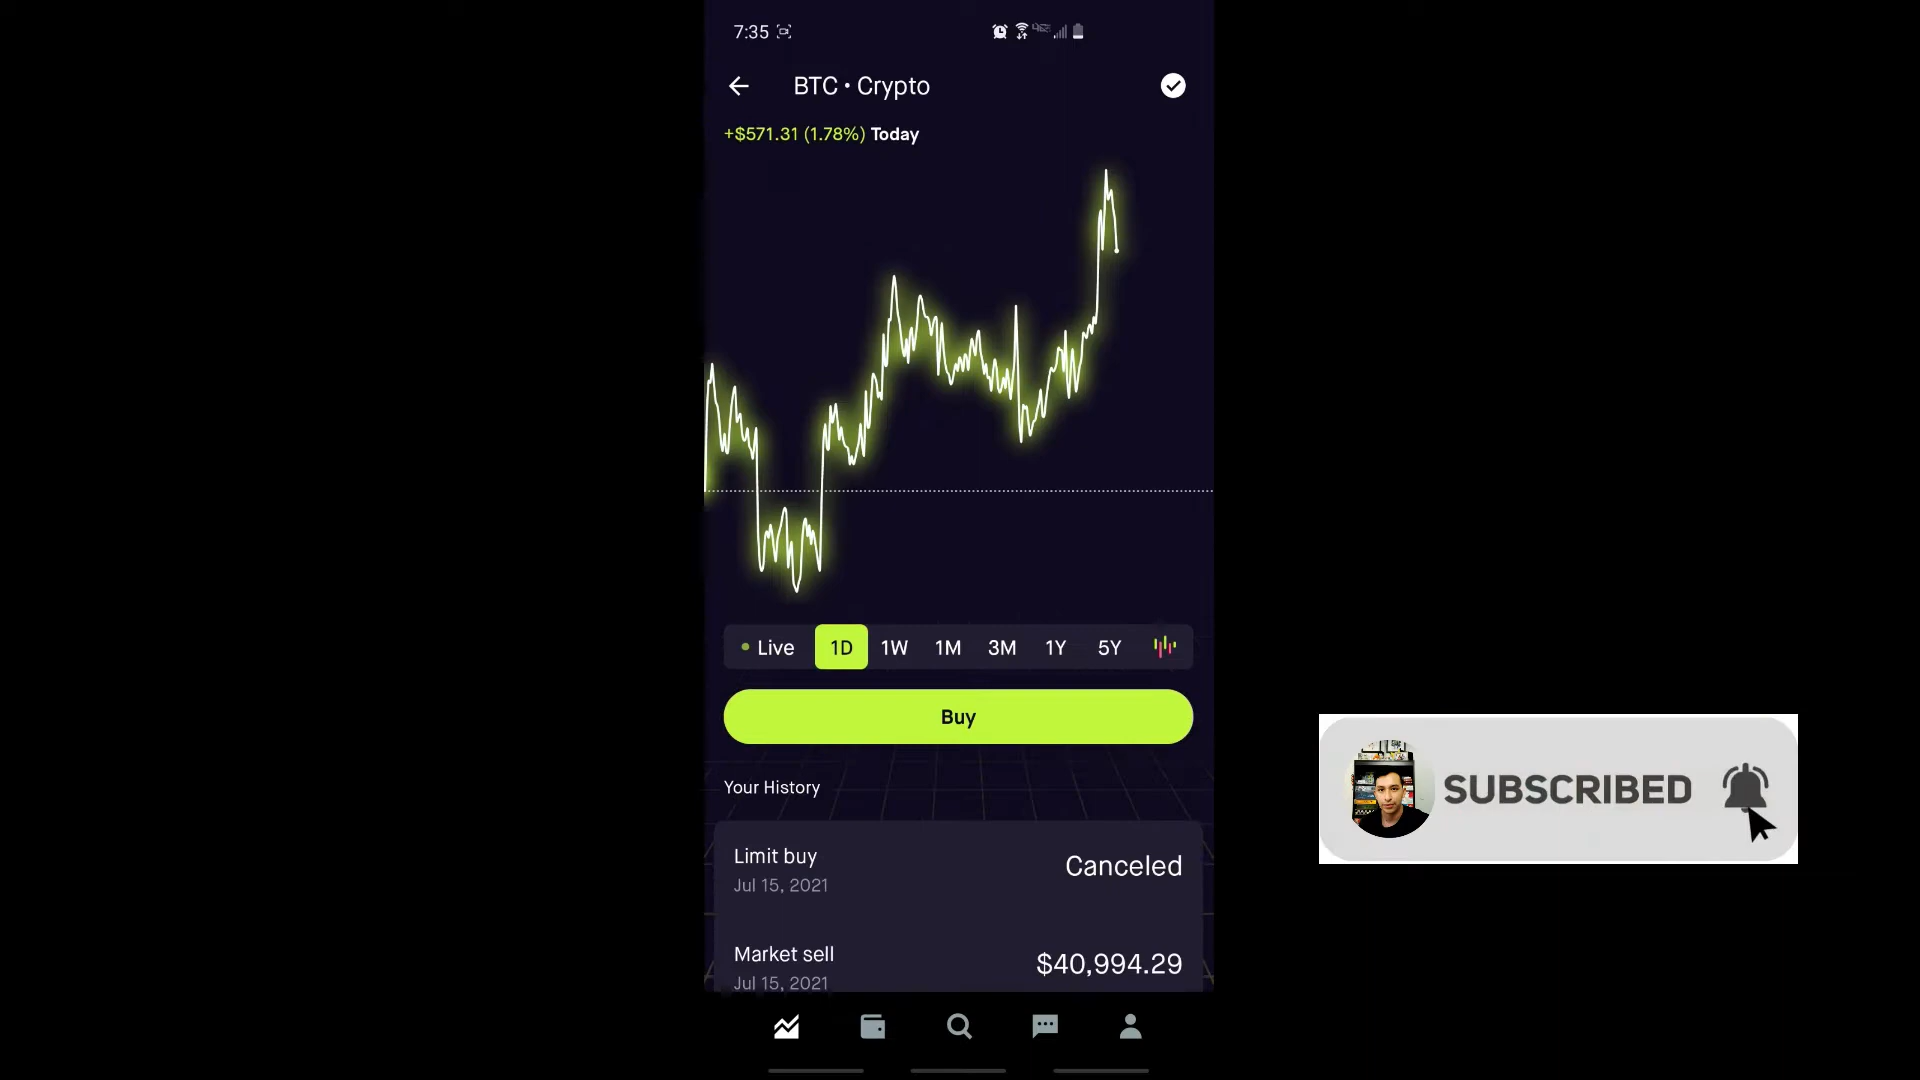 7:35
BTC • Crypto
+$571.31 (1.78%) Today
Live 1D 1W 1M 3M 1Y 5Y
Buy
Your History
Limit buy
Canceled
Jul 15, 2021
Market sell
$40,994.29
Jul 15, 2021
SUBSCRIBED